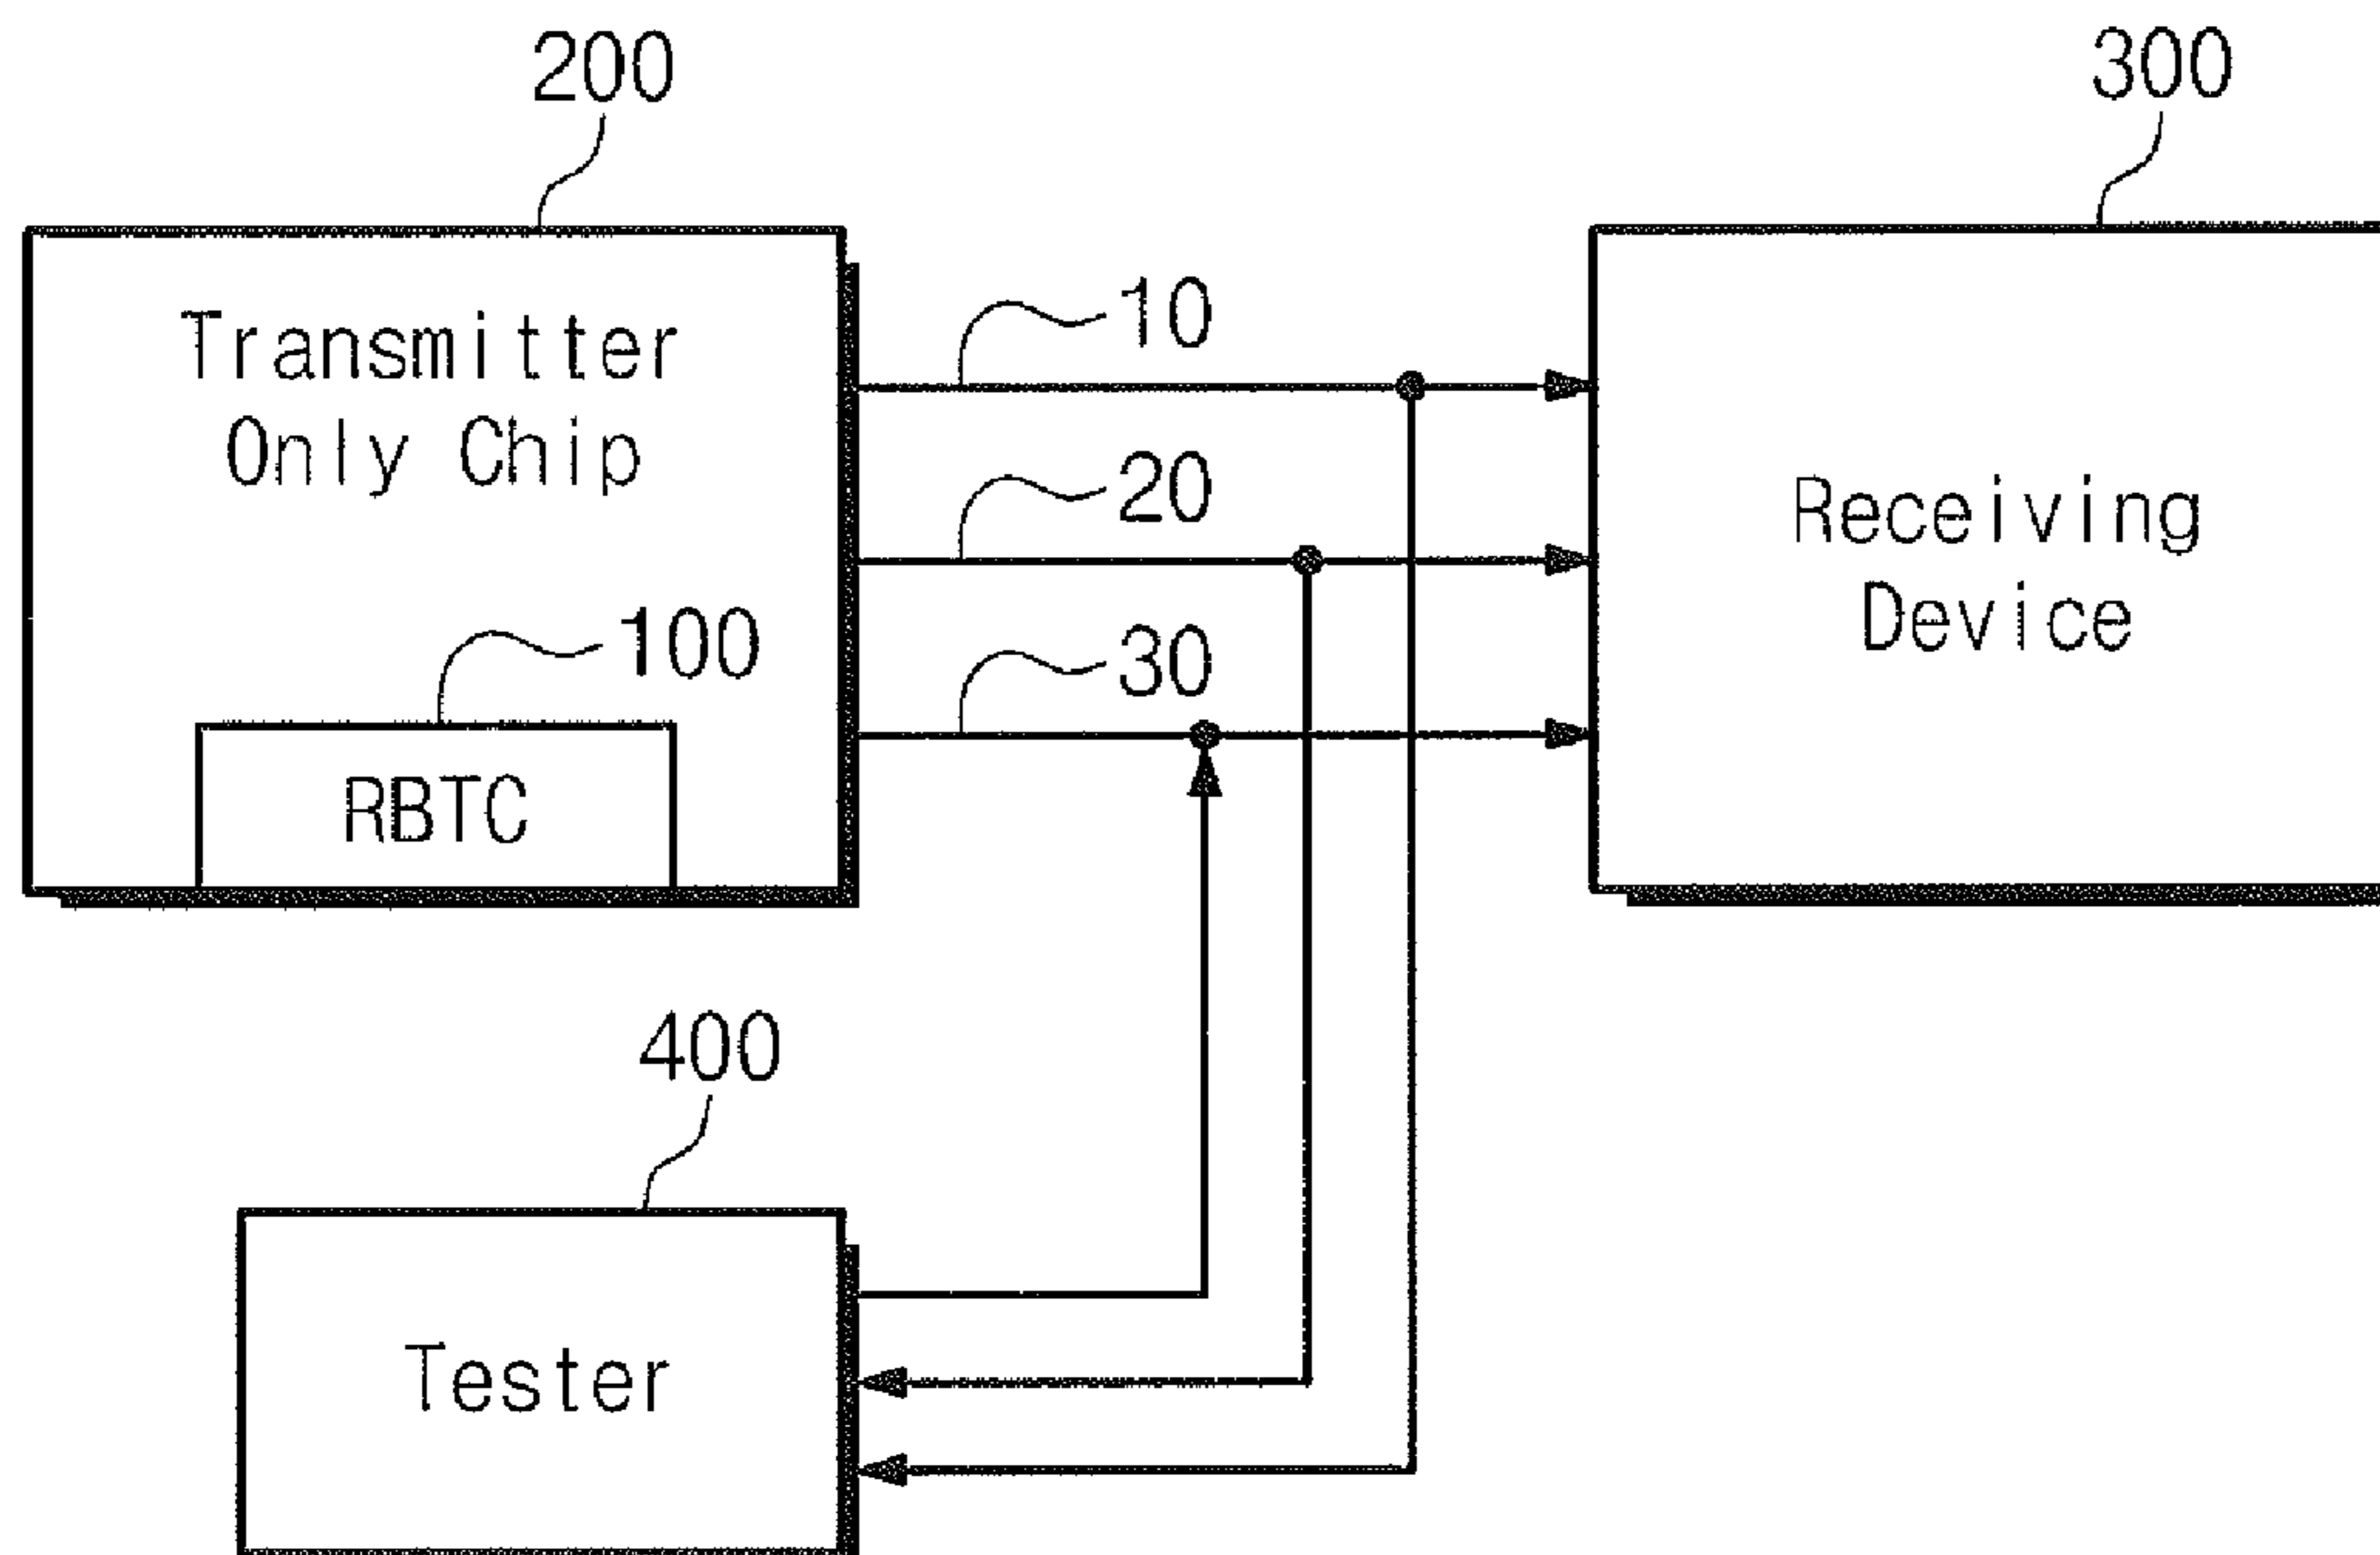 200
300
Transmitter
Only Chip
10
20
Receiving
Device
100
30
RBTC
400
Tester